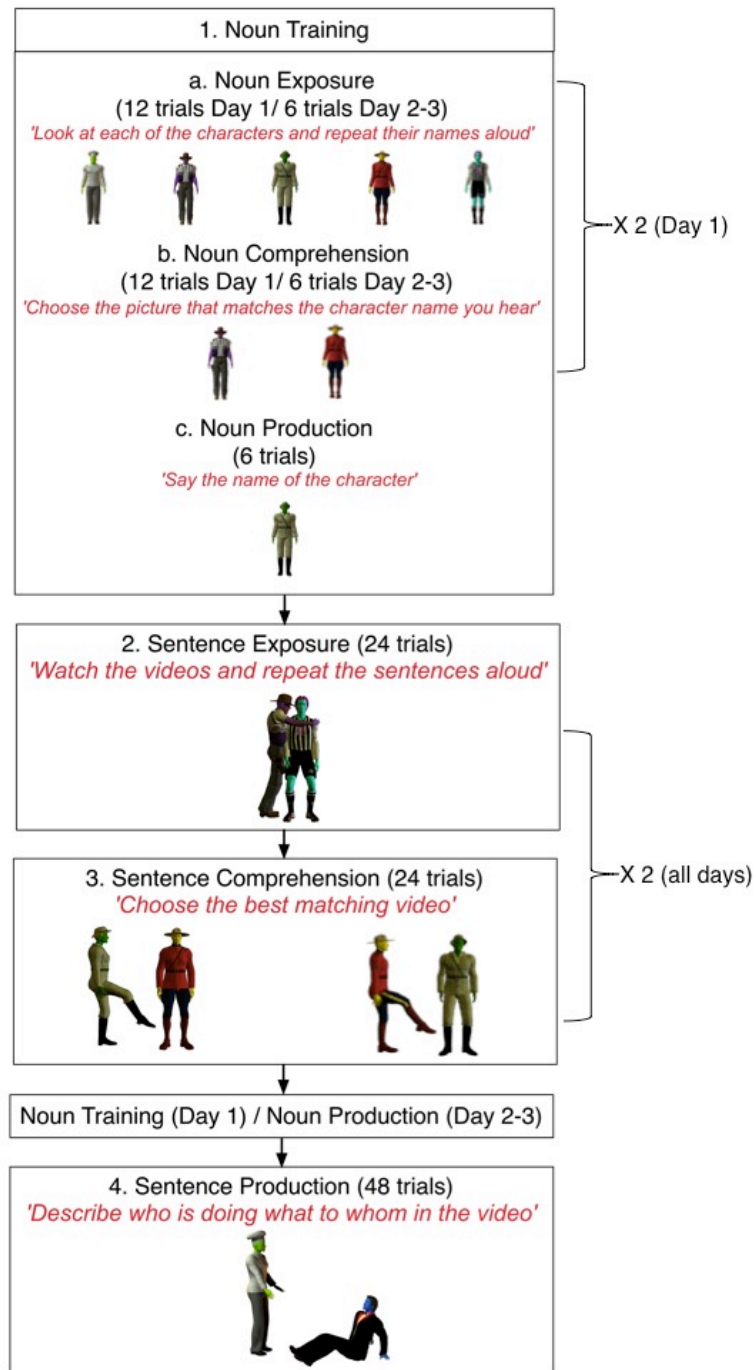 1. Noun Training
a. Noun Exposure
(12 trials Day 1/ 6 trials Day 2-3)
'Look at each of the characters and repeat their names aloud'
b. Noun Comprehension
(12 trials Day 1/ 6 trials Day 2-3)
'Choose the picture that matches the character name you hear'
X 2 (Day 1)
c. Noun Production
(6 trials)
'Say the name of the character'
2. Sentence Exposure (24 trials)
'Watch the videos and repeat the sentences aloud'
3. Sentence Comprehension (24 trials)
'Choose the best matching video'
X 2 (all days)
Noun Training (Day 1) / Noun Production (Day 2-3)
4. Sentence Production (48 trials)
'Describe who is doing what to whom in the video'